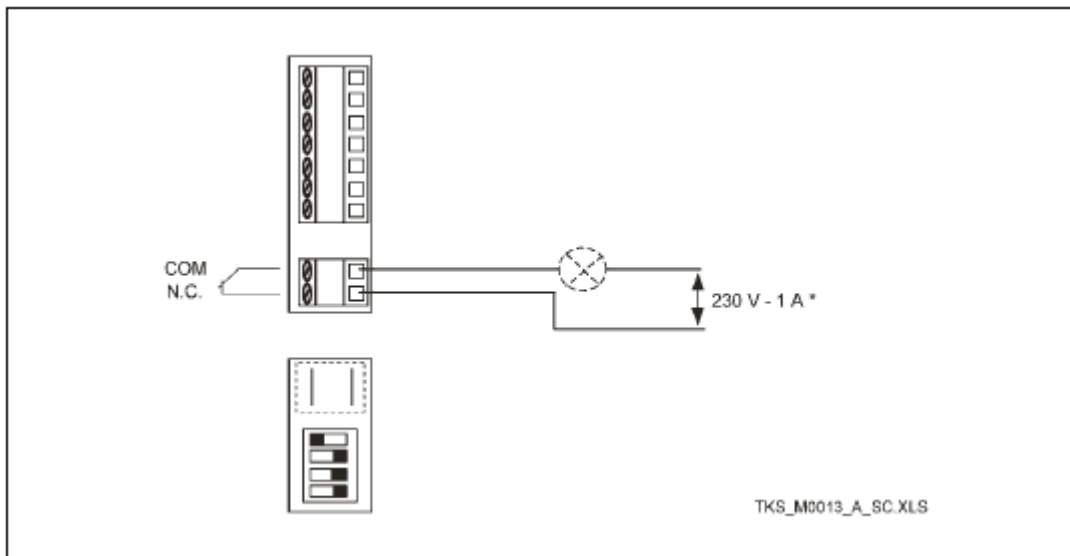 COM
N.C.
230 V - 1 A *
TKS_M0013_A_SC.XLS